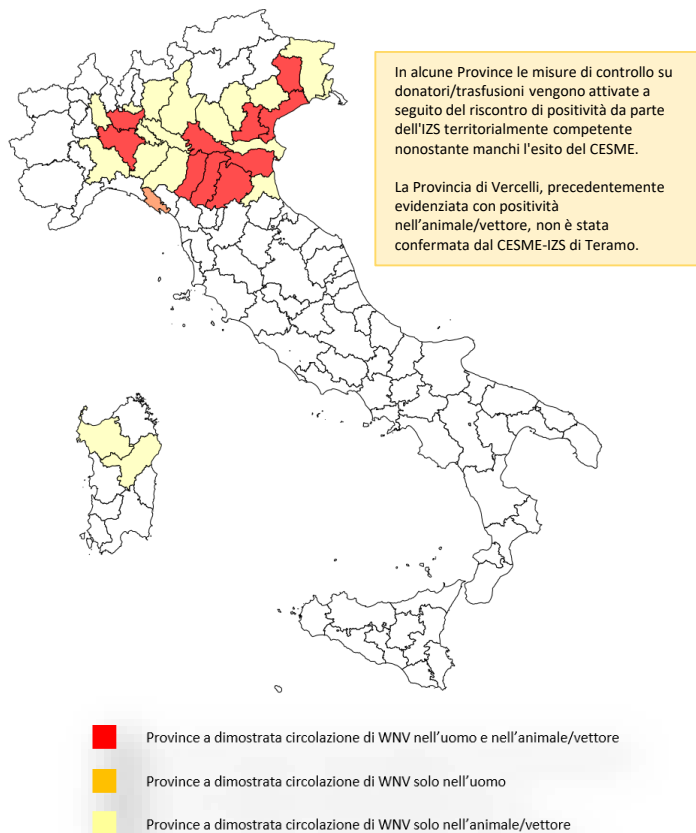 In alcune Province le misure di controllo su
donatori/trasfusioni vengono attivate a
seguito del riscontro di positività da parte
dell'IZS territorialmente competente
nonostante manchi l'esito del CESME.
La Provincia di Vercelli, precedentemente
evidenziata con positività
nell’animale/vettore, non è stata
confermata dal CESME-IZS di Teramo.
Province a dimostrata circolazione di WNV nell’uomo e nell’animale/vettore
Province a dimostrata circolazione di WNV solo nell’uomo
Province a dimostrata circolazione di WNV solo nell’animale/vettore